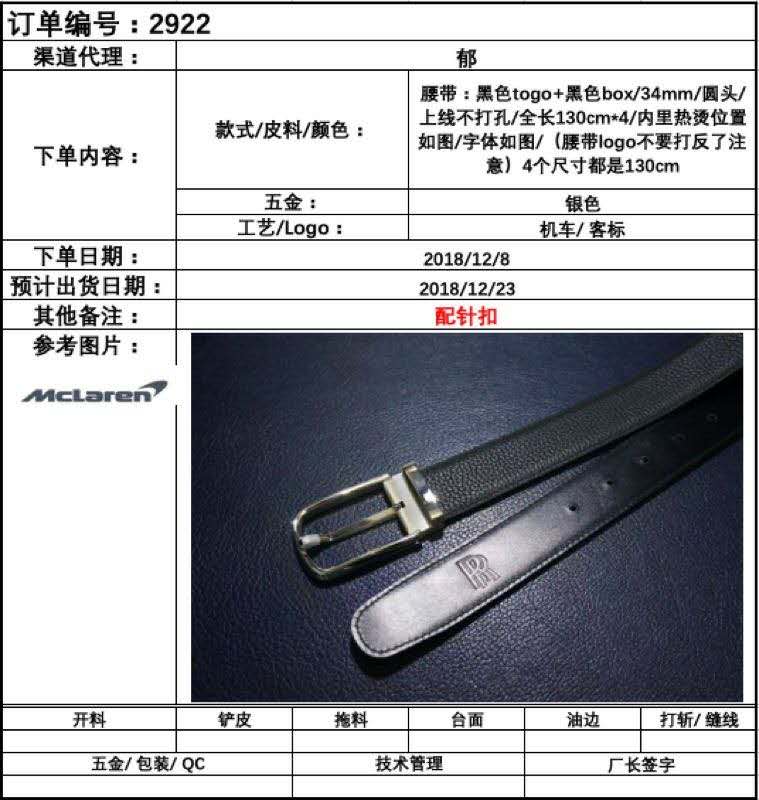 订单编号：2922
渠道代理：
郁
下单内容：
款式/皮料/颜色：
腰带：黑色togo+黑色box/34mm/圆头/
上线不打孔/全长130cm*4/内里热烫位置
如图/字体如图/（腰带logo不要打反了注
意）4个尺寸都是130cm
五金：
银色
工艺/Logo：
机车/ 客标
下单日期：
2018/12/8
预计出货日期：
2018/12/23
其他备注：
配针扣
参考图片：
McLaren
RR
开料
铲皮
拖料
台面
油边
打斩/ 缝线
五金/ 包装/ QC
技术管理
厂长签字